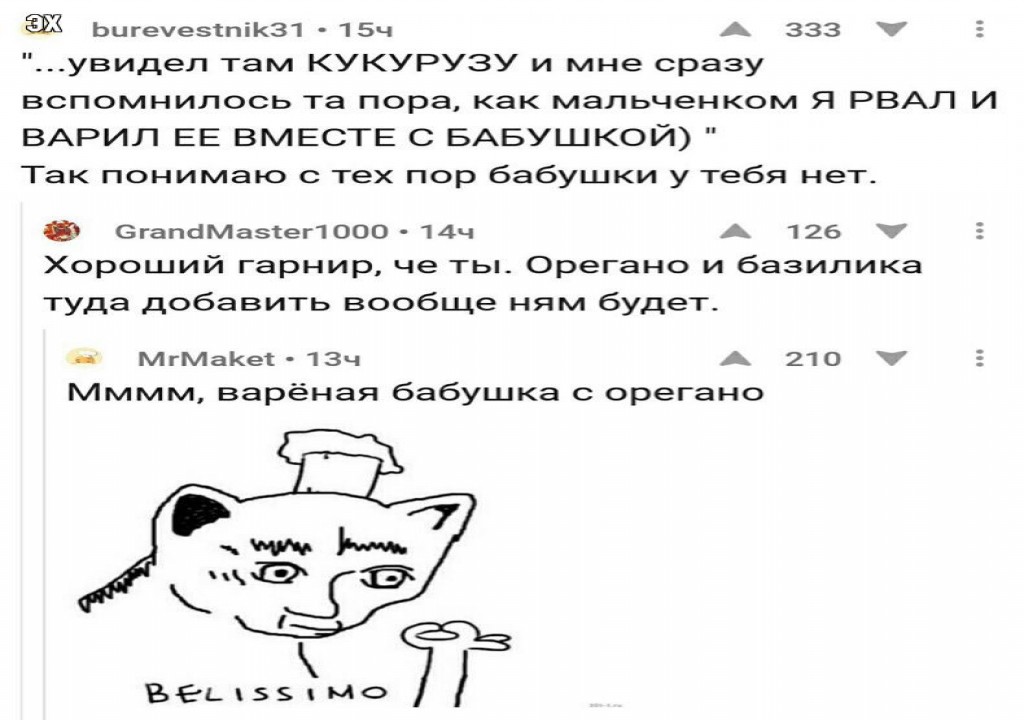 ЭХ
burevestnik31 • 15ч 333
"...увидел там КУКУРУЗУ и мне сразу
вспомнилось та пора, как мальченком Я РВАЛ И
ВАРИЛ ЕЕ ВМЕСТЕ С БАБУШКОЙ) "
Так понимаю с тех пор бабушки у тебя нет.
GrandMaster1000 • 14ч 126
Хороший гарнир, че ты. Орегано и базилика
туда добавить вообще ням будет.
MrMaket • 13ч 210
Мммм, варёная бабушка с орегано
BELISSIMO